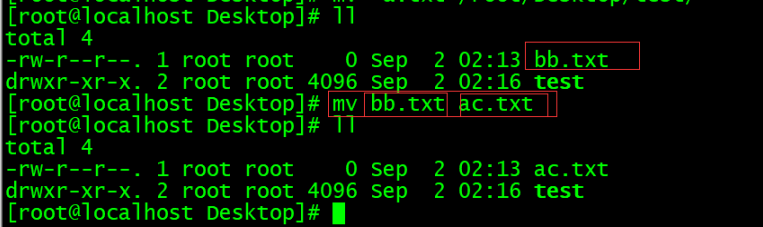 [root@localhost Desktop]# ll
total 4
-rw-r--r--. 1 root root    0 Sep  2 02:13 bb.txt
drwxr-xr-x. 2 root root 4096 Sep  2 02:16 test
[root@localhost Desktop]# mv bb.txt ac.txt
[root@localhost Desktop]# ll
total 4
-rw-r--r--. 1 root root    0 Sep  2 02:13 ac.txt
drwxr-xr-x. 2 root root 4096 Sep  2 02:16 test
[root@localhost Desktop]#